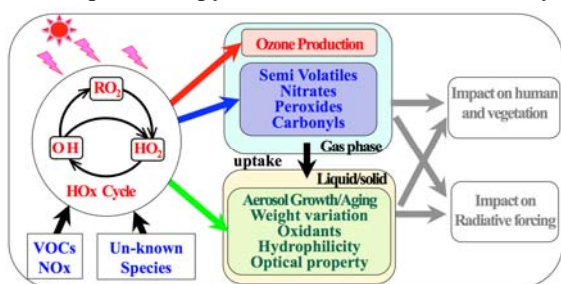 RO2
OH
HO2
HOx Cycle
VOCs
NOx
Un-known
Species
Ozone Production
Semi Volatiles
Nitrates
Peroxides
Carbonyls
Gas phase
uptake
Liquid/solid
Aerosol Growth/Aging
Weight variation
Oxidants
Hydrophilicity
Optical property
Impact on human
and vegetation
Impact on
Radiative forcing